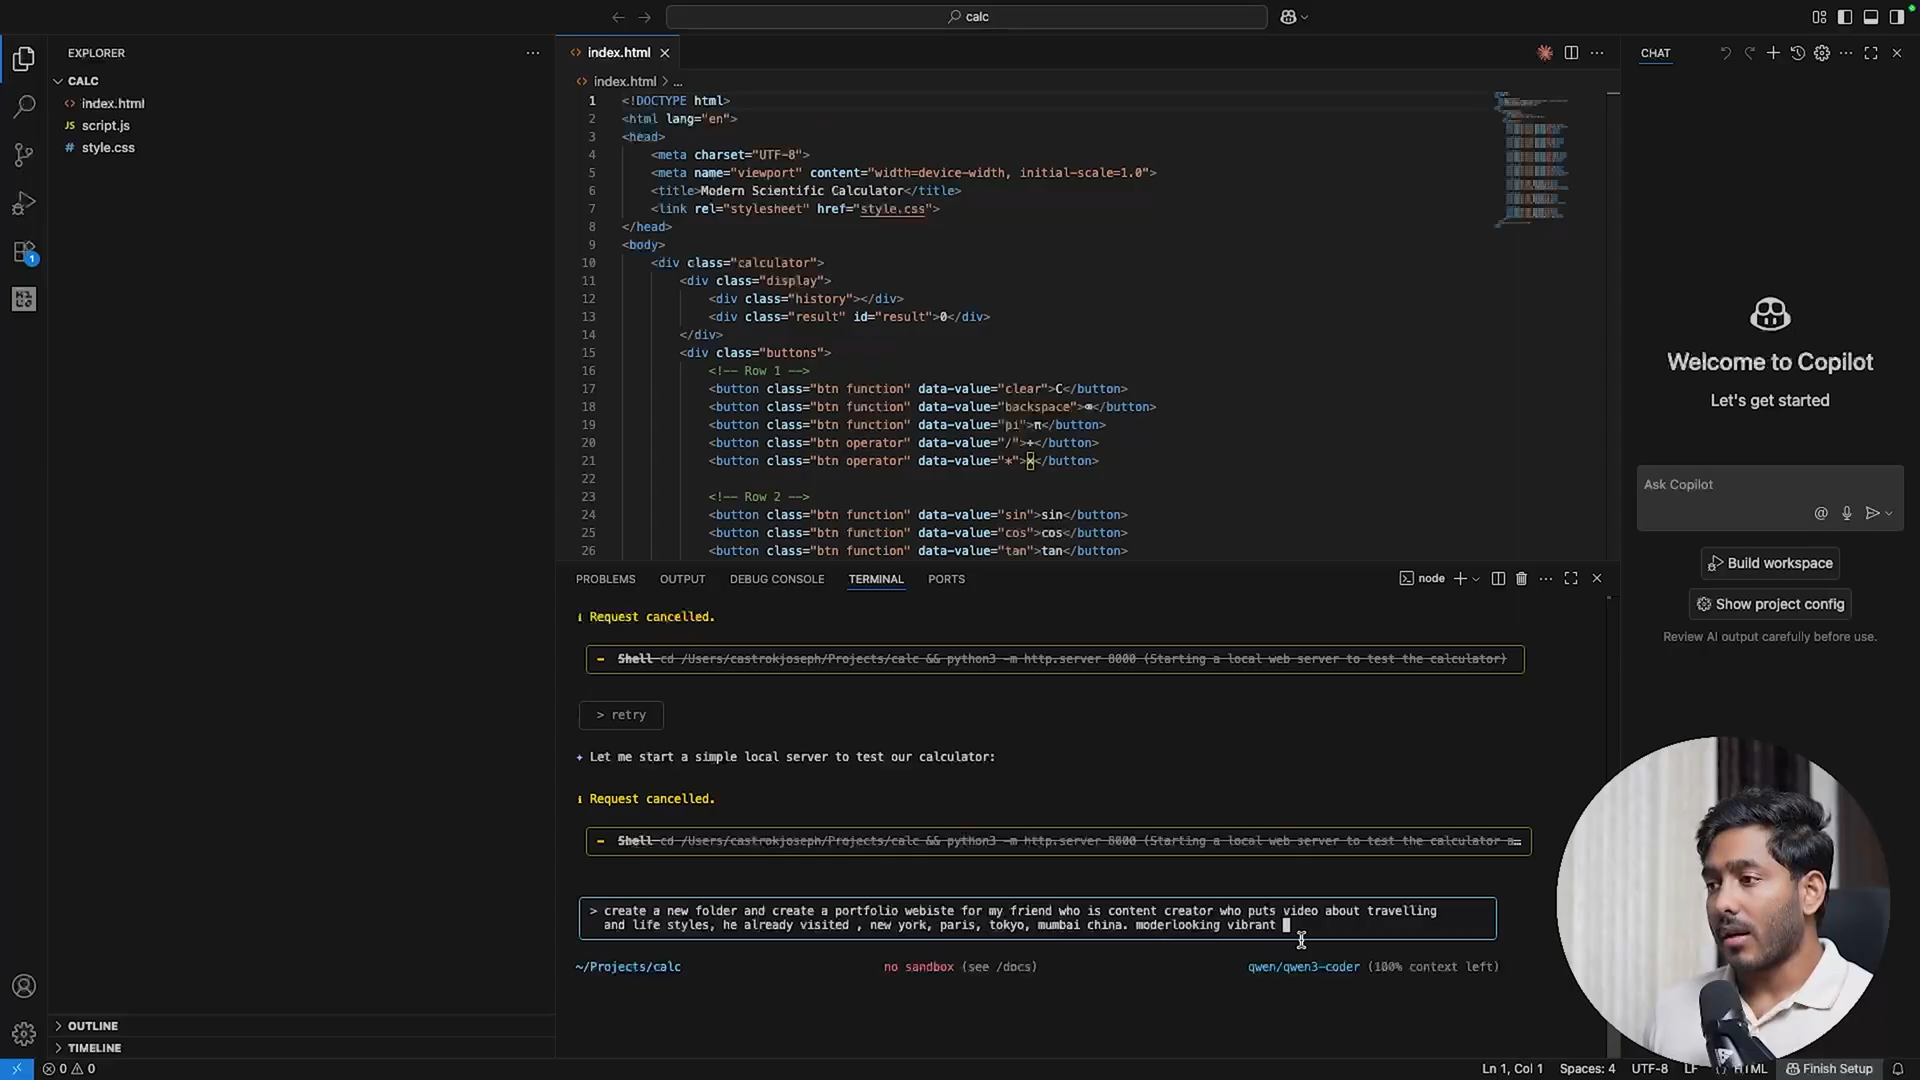 calc
EXPLORER
CALC
index.html
script.js
style.css
OUTLINE
TIMELINE
index.html
index.html > ...
1 <!DOCTYPE html>
2 <html lang="en">
3 <head>
4 <meta charset="UTF-8">
5 <meta name="viewport" content="width=device-width, initial-scale=1.0">
6 <title>Modern Scientific Calculator</title>
7 <link rel="stylesheet" href="style.css">
8 </head>
9 <body>
10 <div class="calculator">
11 <div class="display">
12 <div class="history"></div>
13 <div class="result" id="result">0</div>
14 </div>
15 <div class="buttons">
16 <!-- Row 1 -->
17 <button class="btn function" data-value="clear">C</button>
18 <button class="btn function" data-value="backspace">⌫</button>
19 <button class="btn function" data-value="pi">π</button>
20 <button class="btn operator" data-value="/">÷</button>
21 <button class="btn operator" data-value="*">×</button>
22
23 <!-- Row 2 -->
24 <button class="btn function" data-value="sin">sin</button>
25 <button class="btn function" data-value="cos">cos</button>
26 <button class="btn function" data-value="tan">tan</button>
PROBLEMS OUTPUT DEBUG CONSOLE TERMINAL PORTS
node
i Request cancelled.
- Shell cd /Users/castrokjoseph/Projects/calc && python3 -m http.server 8000 (Starting a local web server to test the calculator)
> retry
✦ Let me start a simple local server to test our calculator:
i Request cancelled.
- Shell cd /Users/castrokjoseph/Projects/calc && python3 -m http.server 8000 (Starting a local web server to test the calculator a…
> create a new folder and create a portfolio webiste for my friend who is content creator who puts video about travelling
and life styles, he already visited , new york, paris, tokyo, mumbai china. moderlooking vibrant
~/Projects/calc no sandbox (see /docs) qwen/qwen3-coder (100% context left)
CHAT
Welcome to Copilot
Let's get started
Ask Copilot
Build workspace
Show project config
Review AI output carefully before use.
1
0 0
Ln 1, Col 1 Spaces: 4 UTF-8 LF {} HTML Finish Setup